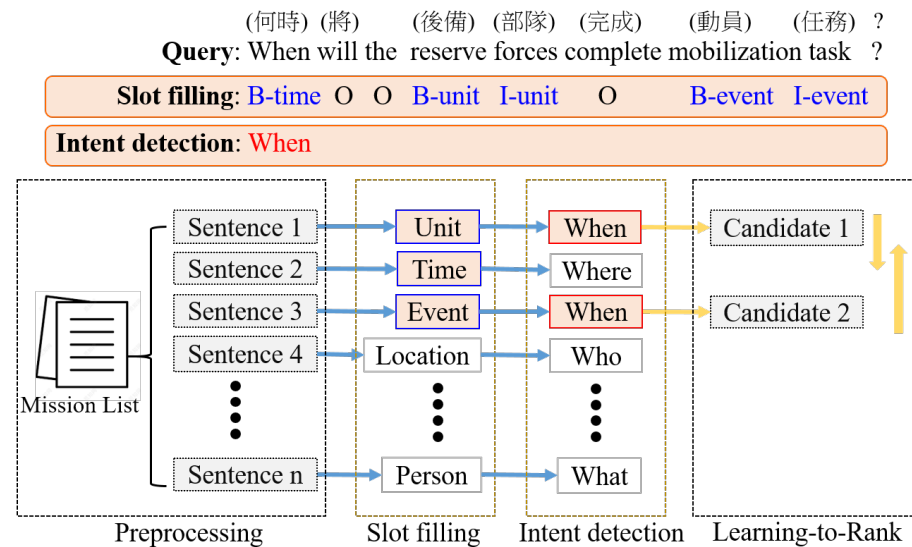 (何時) (將) (後備) (部隊) (完成) (動員) (任務) ?
Query: When will the reserve forces complete mobilization task ?
Slot filling: B-time O O B-unit I-unit O B-event I-event
Intent detection: When
Sentence 1 Unit When Candidate 1
Sentence 2 Time Where
Sentence 3 Event When Candidate 2
Sentence 4 Location Who
Mission List
Sentence n Person What
Preprocessing Slot filling Intent detection Learning-to-Rank